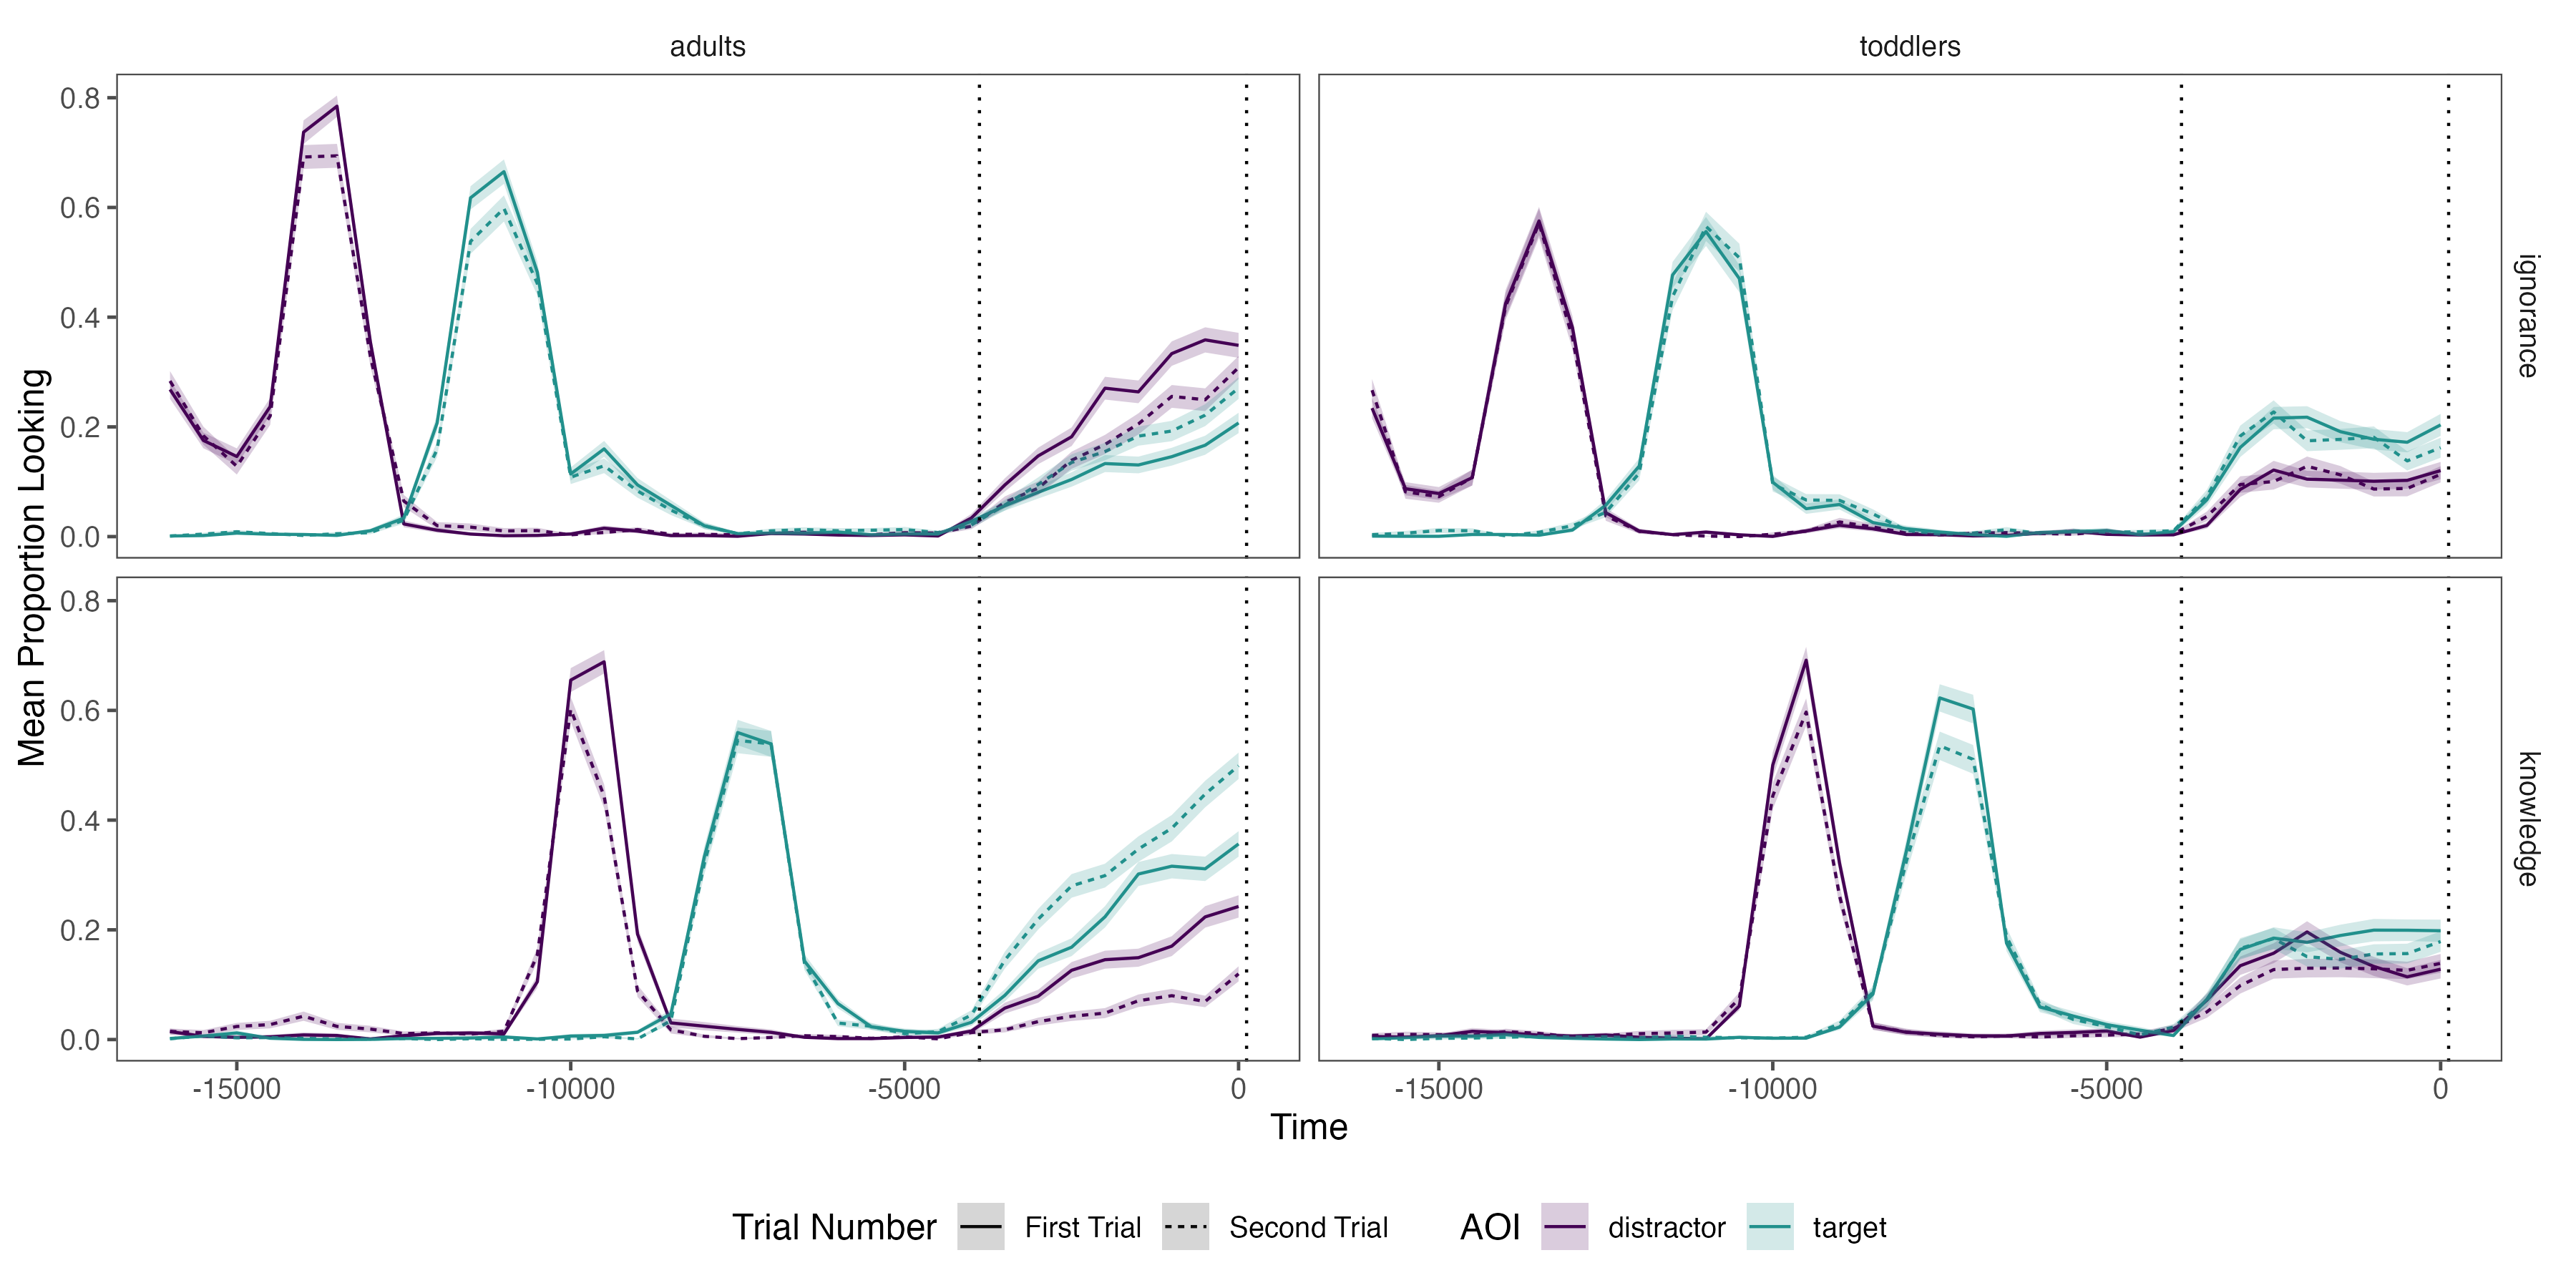 adults
toddlers
0.8
0.6
0.4
0.2
0.0
ignorance
0.8
0.6
0.4
0.2
0.0
knowledge
Mean Proportion Looking
-15000 -10000 -5000 0
-15000 -10000 -5000 0
Time
Trial Number First Trial Second Trial AOI distractor target